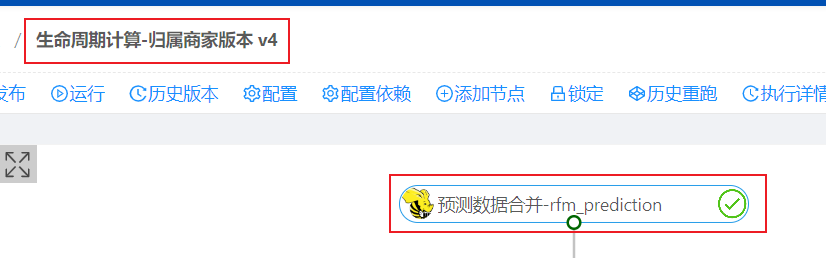 / 生命周期计算-归属商家版本 v4
发布 运行 历史版本 配置 配置依赖 添加节点 锁定 历史重跑 执行详情
预测数据合并-rfm_prediction